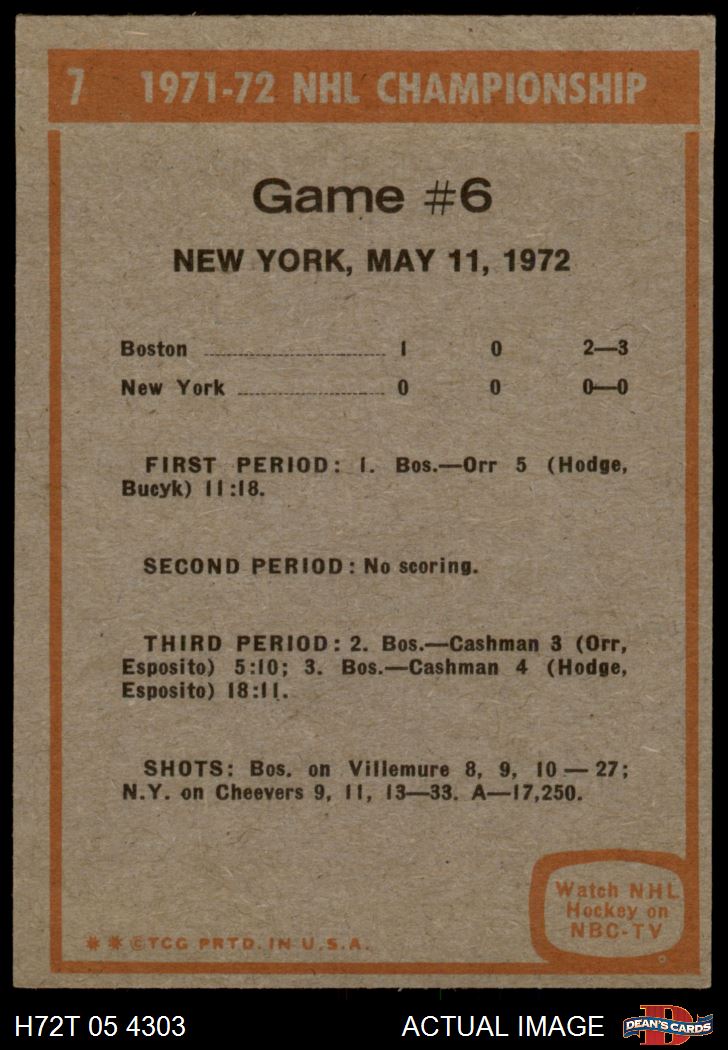 7 1971-72 NHL CHAMPIONSHIP
Game #6
NEW YORK, MAY 11, 1972
Boston ........................................ 1 0 2—3
New York ................................ 0 0 0—0
FIRST PERIOD: 1. Bos.—Orr 5 (Hodge,
Bucyk) 11:18.
SECOND PERIOD: No scoring.
THIRD PERIOD: 2. Bos.—Cashman 3 (Orr,
Esposito) 5:10; 3. Bos.—Cashman 4 (Hodge,
Esposito) 18:11.
SHOTS: Bos. on Villemure 8, 9, 10—27;
N.Y. on Cheevers 9, 11, 13—33. A—17,250.
Watch NHL
Hockey on
NBC-TV
✷✷©TCG PRTD. IN U.S.A.
H72T 05 4303 ACTUAL IMAGE D DEAN'S CARDS